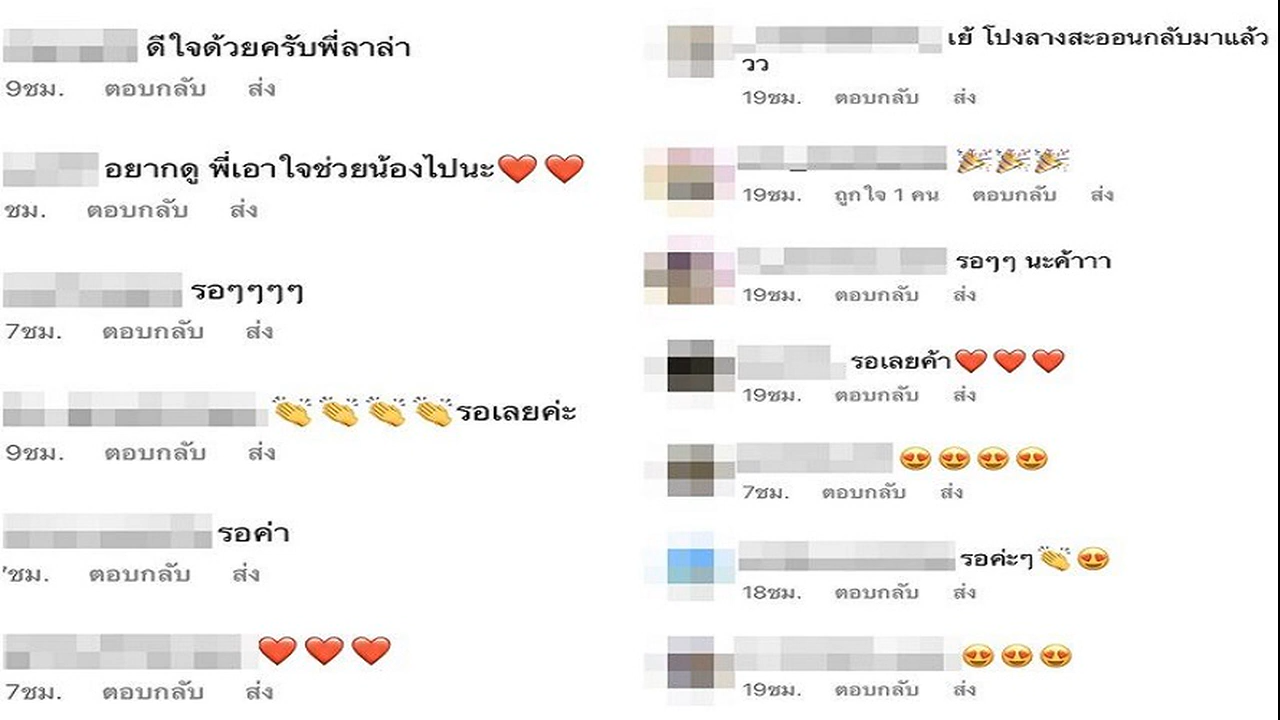 ดีใจด้วยครับพี่ลาล่า
9ชม. ตอบกลับ ส่ง
อยากดู พี่เอาใจช่วยน้องไปนะ❤️❤️
ชม. ตอบกลับ ส่ง
รอๆๆๆๆ
7ชม. ตอบกลับ ส่ง
👏👏👏👏รอเลยค่ะ
9ชม. ตอบกลับ ส่ง
รอค่า
ชม. ตอบกลับ ส่ง
❤️❤️❤️
7ชม. ตอบกลับ ส่ง
เย้ โปงลางสะออนกลับมาแล้ว
วว
19ชม. ตอบกลับ ส่ง
🎉🎉🎉
19ชม. ถูกใจ 1 คน ตอบกลับ ส่ง
รอๆๆ นะค้าาา
19ชม. ตอบกลับ ส่ง
รอเลยค้า❤️❤️❤️
19ชม. ตอบกลับ ส่ง
😍😍😍😍
7ชม. ตอบกลับ ส่ง
รอค่ะๆ👏😍
18ชม. ตอบกลับ ส่ง
😍😍😍
19ชม. ตอบกลับ ส่ง